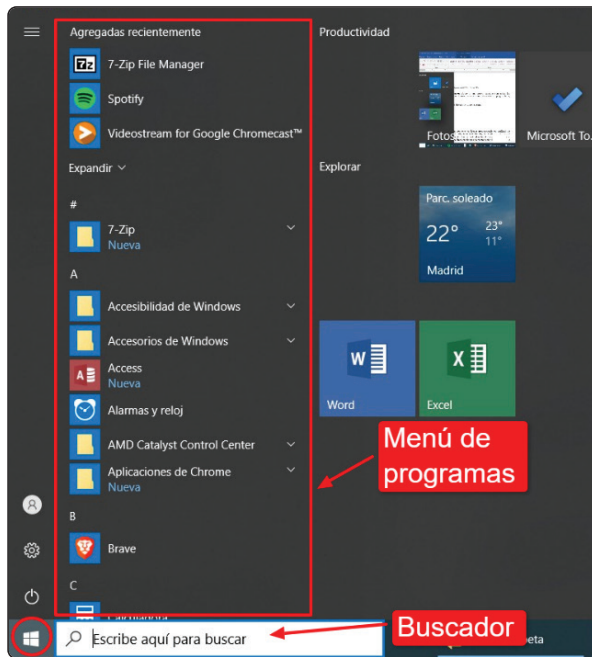 Agregadas recientemente
7-Zip File Manager
Spotify
Videostream for Google Chromecast™
Expandir
#
7-Zip
Nueva
A
Accesibilidad de Windows
Accesorios de Windows
Access
Nueva
Alarmas y reloj
AMD Catalyst Control Center
Aplicaciones de Chrome
Nueva
B
Brave
C
Calculadora
Productividad
Fotos
Microsoft To.
Explorar
Parc. soleado
22° 23°
11°
Madrid
Word
Excel
Menú de
programas
Escribe aquí para buscar
Buscador
eta